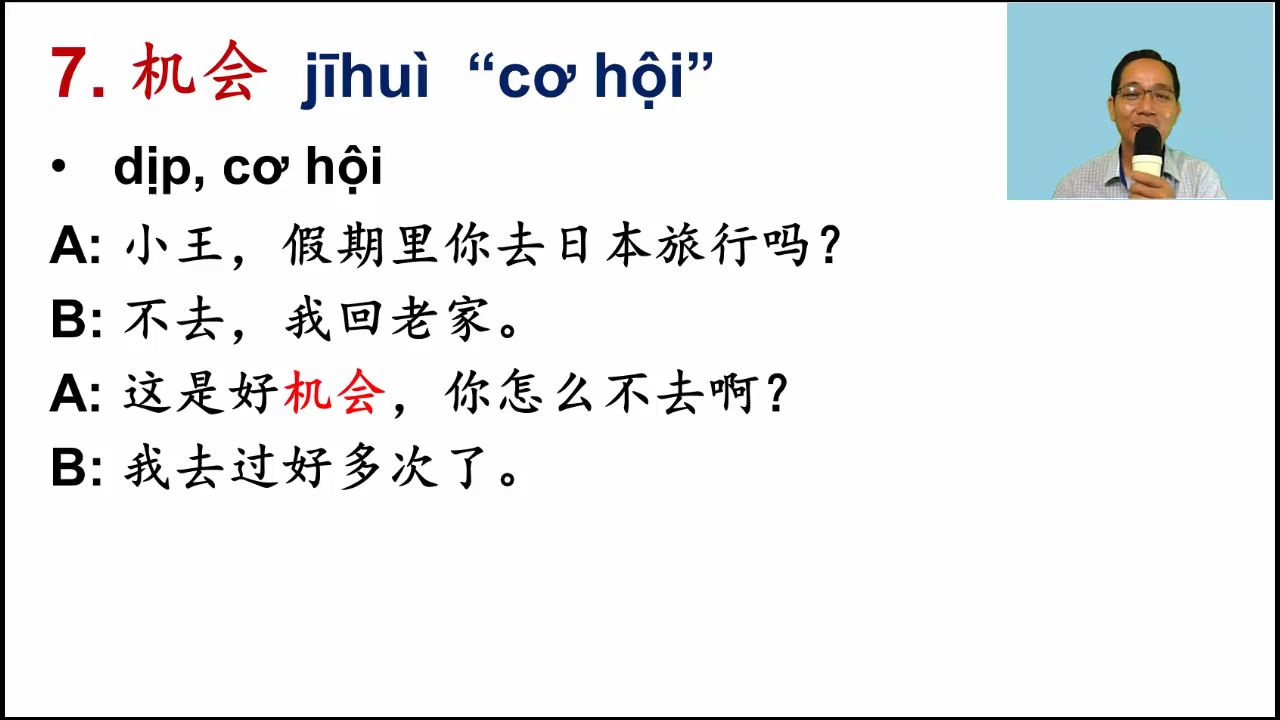 7. 机会 jīhuì “cơ hội”
• dịp, cơ hội
A: 小王，假期里你去日本旅行吗？
B: 不去，我回老家。
A: 这是好机会，你怎么不去啊？
B: 我去过好多次了。